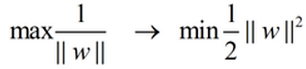 max 1/||w|| → min 1/2 ||w||²